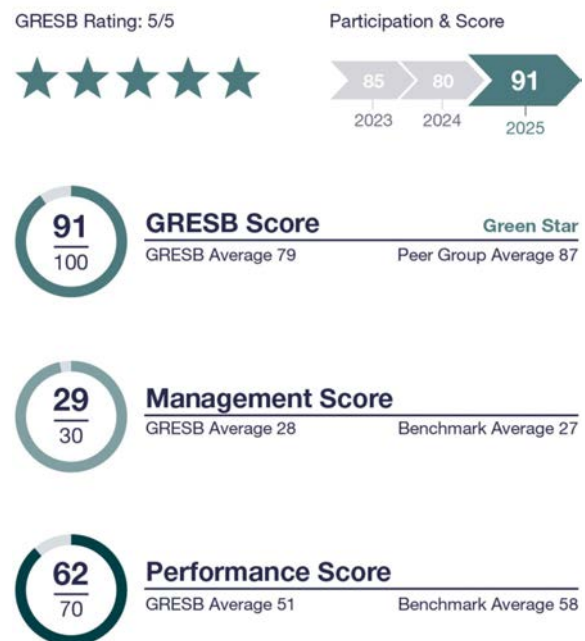 GRESB Rating: 5/5
Participation & Score
85
80
91
2023
2024
2025
91
100
GRESB Score
Green Star
GRESB Average 79
Peer Group Average 87
29
30
Management Score
GRESB Average 28
Benchmark Average 27
62
70
Performance Score
GRESB Average 51
Benchmark Average 58